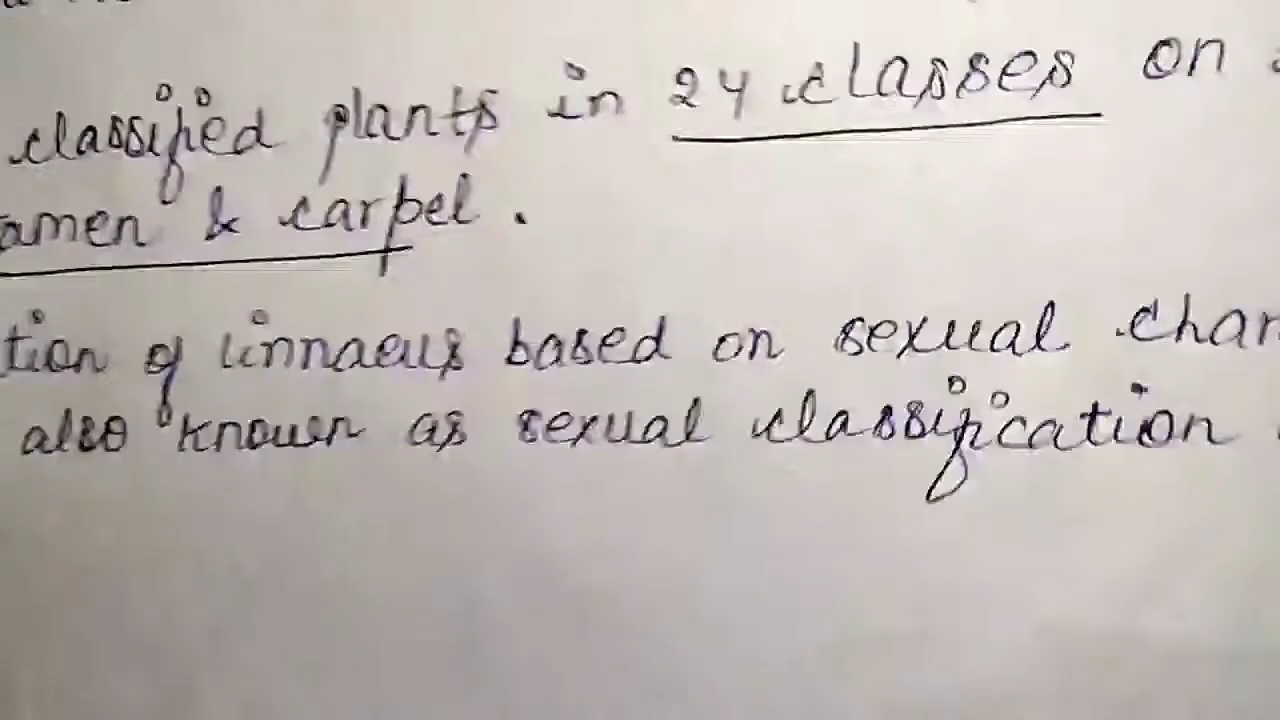 classified plants in 24 classes on
amen & carpel.
tion of linnaeus based on sexual char
also known as sexual classification